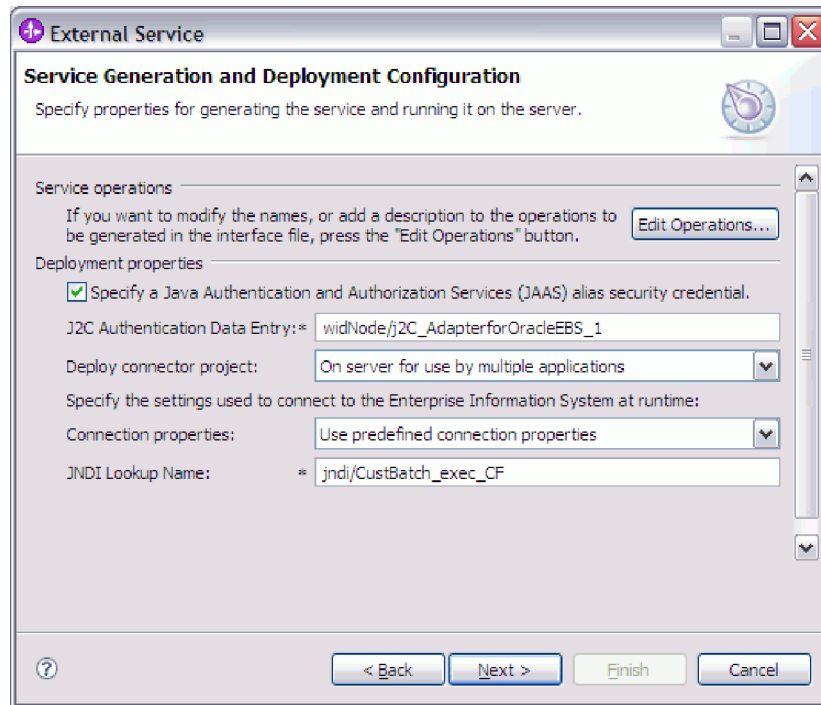 External Service
Service Generation and Deployment Configuration
Specify properties for generating the service and running it on the server.
Service operations
If you want to modify the names, or add a description to the operations to
be generated in the interface file, press the "Edit Operations" button.
Edit Operations...
Deployment properties
Specify a Java Authentication and Authorization Services (JAAS) alias security credential.
J2C Authentication Data Entry:* widNode/j2C_AdapterforOracleEBS_1
Deploy connector project: On server for use by multiple applications
Specify the settings used to connect to the Enterprise Information System at runtime:
Connection properties: Use predefined connection properties
JNDI Lookup Name: * jndi/CustBatch_exec_CF
? < Back Next > Finish Cancel